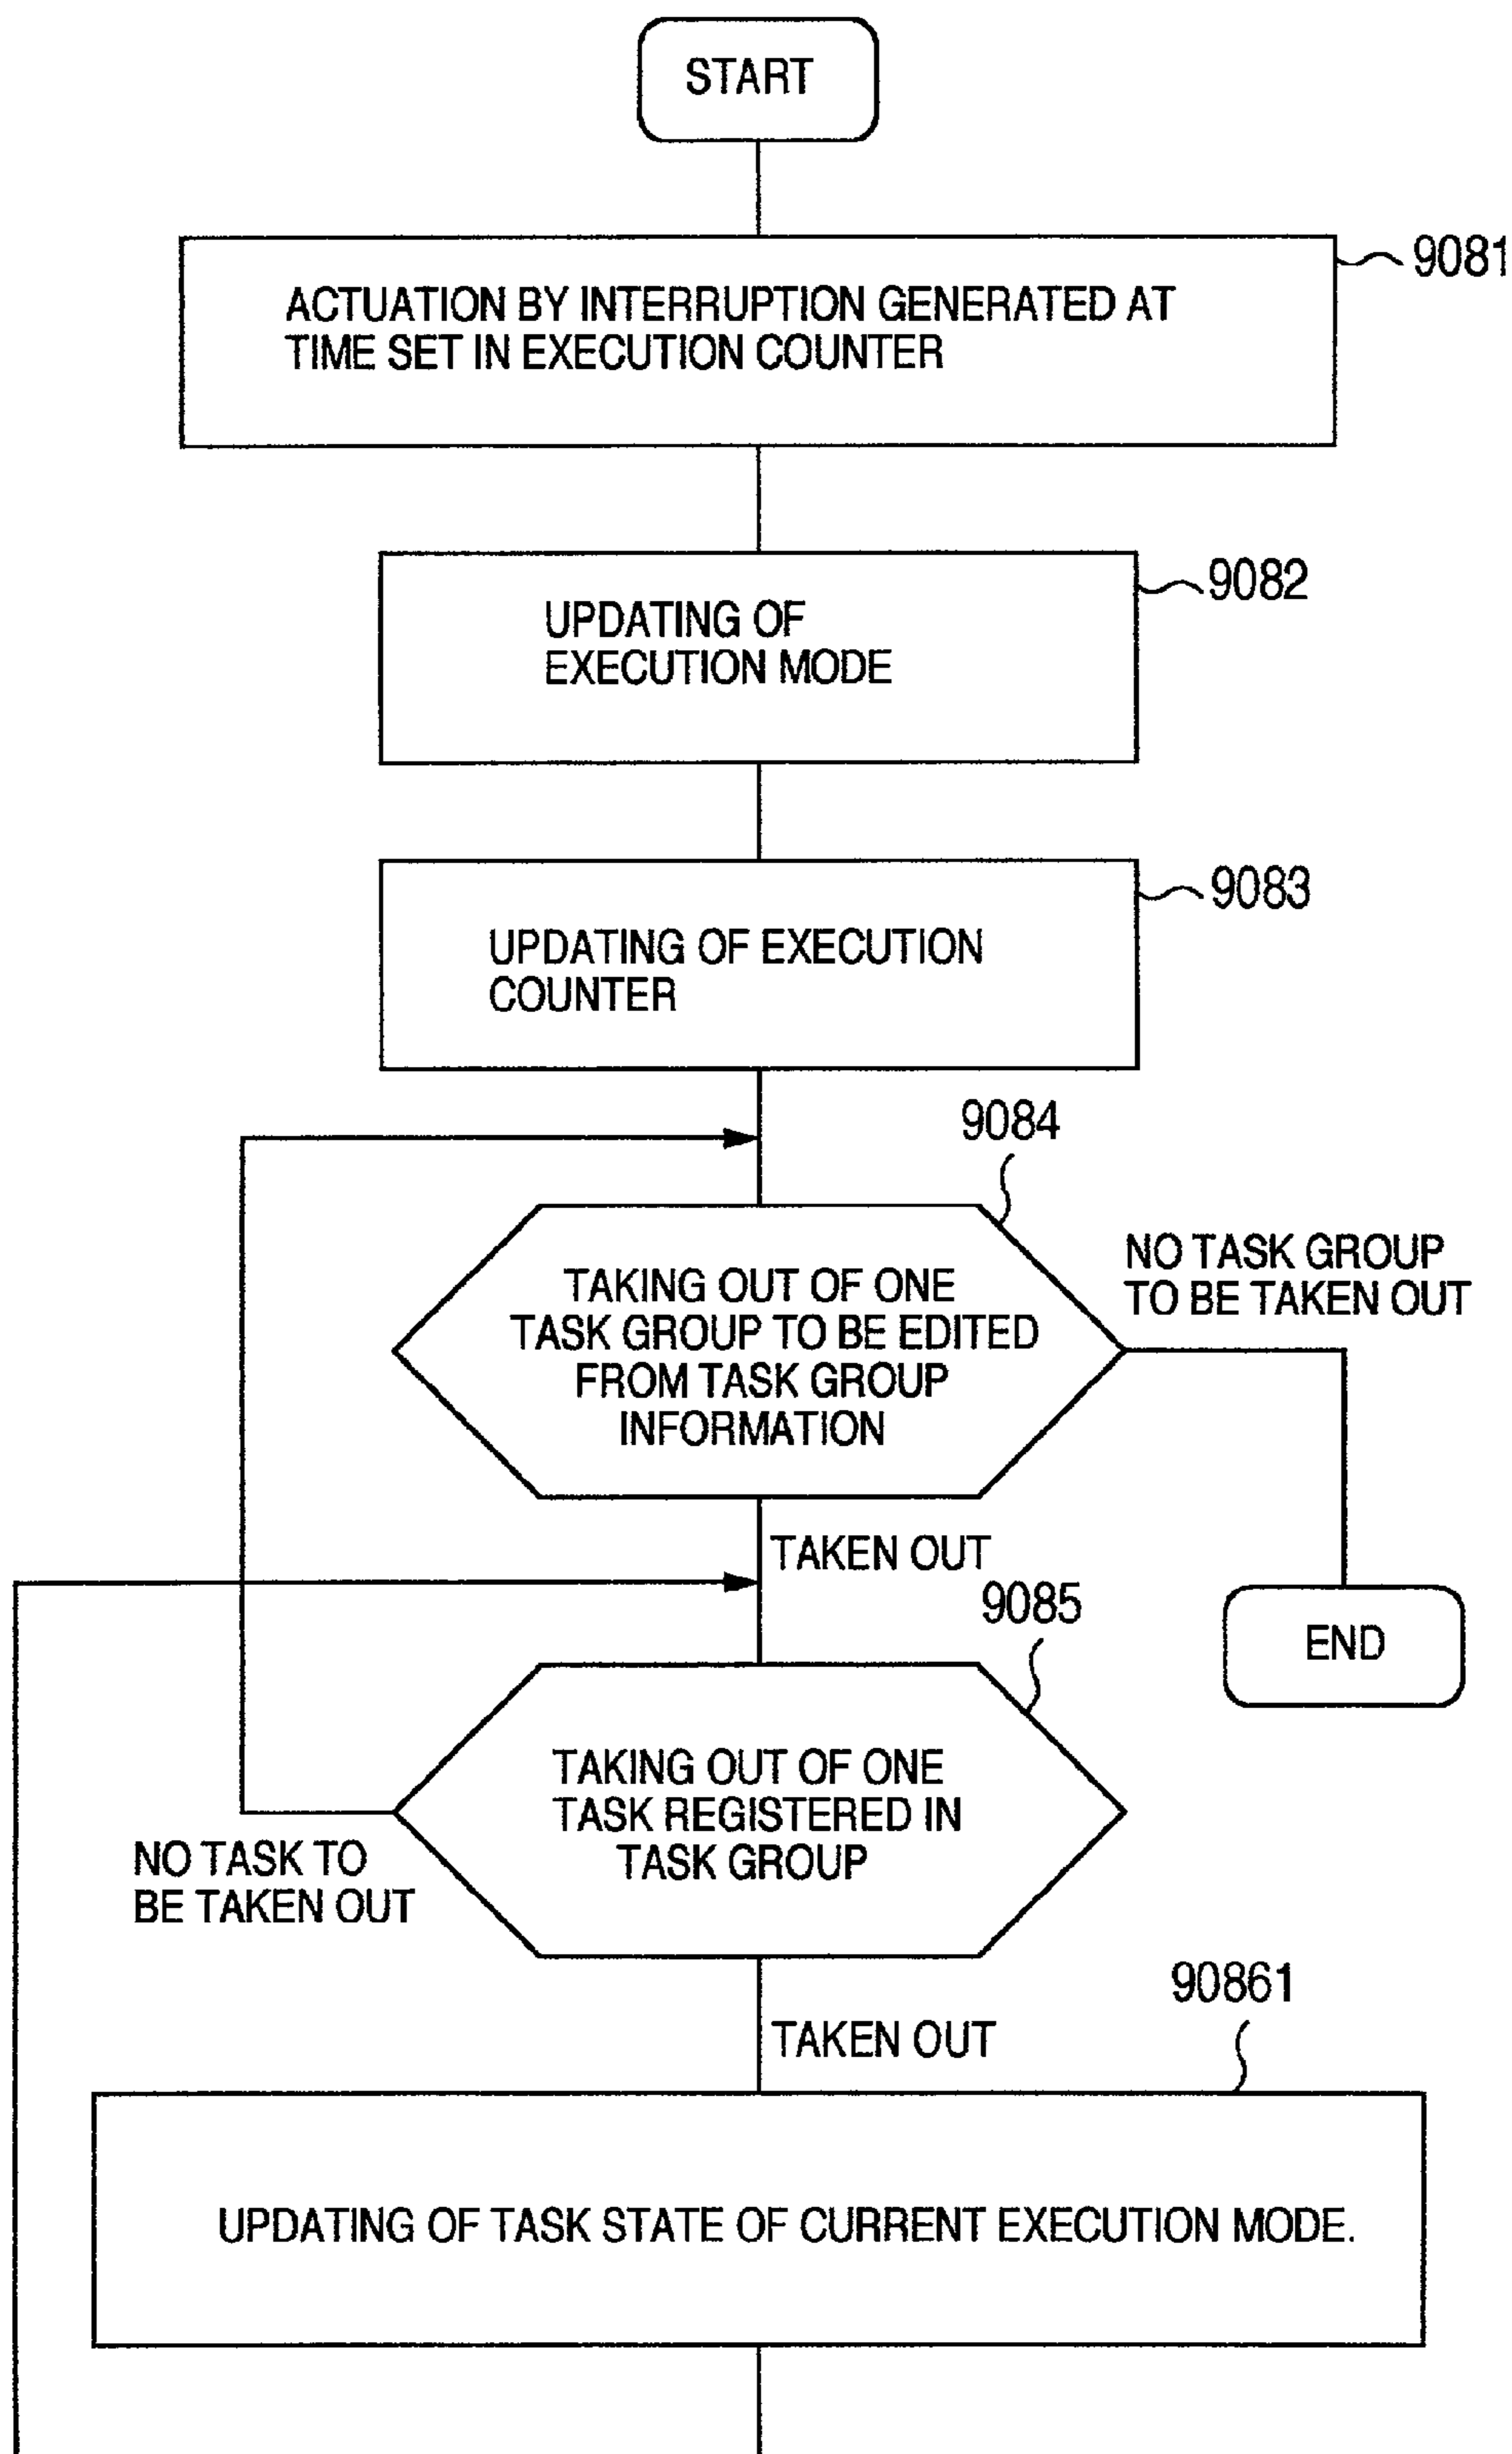 START
9081
ACTUATION BY INTERRUPTION GENERATED AT
TIME SET IN EXECUTION COUNTER
9082
UPDATING OF
EXECUTION MODE
9083
UPDATING OF EXECUTION
COUNTER
9084
NO TASK GROUP
TO BE TAKEN OUT
TAKING OUT OF ONE
TASK GROUP TO BE EDITED
FROM TASK GROUP
INFORMATION
TAKEN OUT
9085
END
TAKING OUT OF ONE
TASK REGISTERED IN
TASK GROUP
NO TASK TO
BE TAKEN OUT
90861
TAKEN OUT
UPDATING OF TASK STATE OF CURRENT EXECUTION MODE.